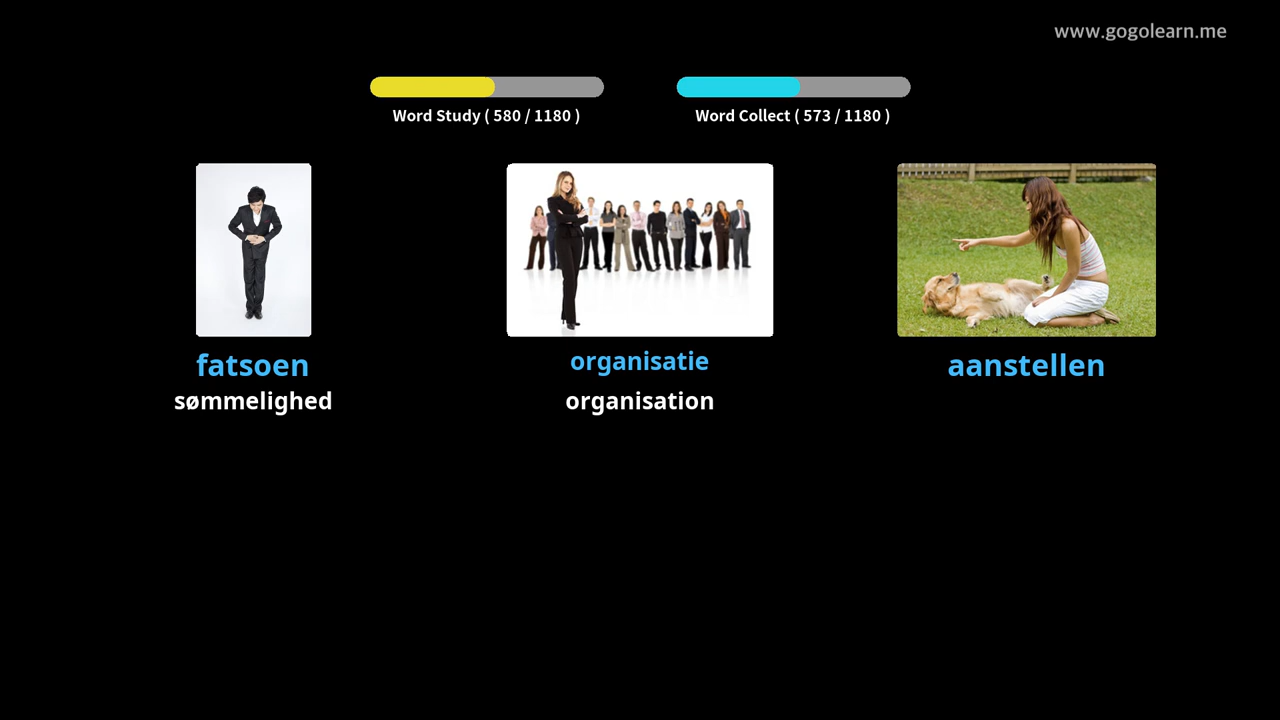 www.gogolearn.me
Word Study ( 580 / 1180 )
Word Collect ( 573 / 1180 )
fatsoen
organisatie
aanstellen
sømmelighed
organisation